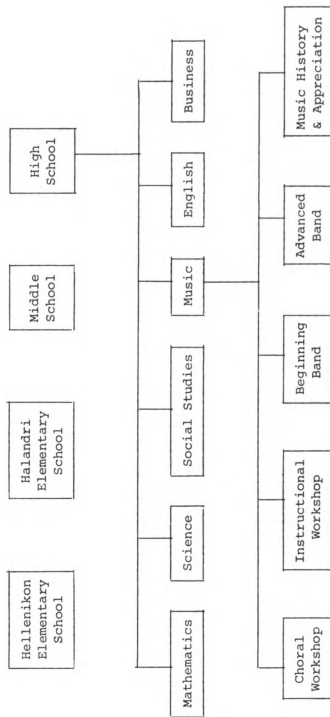 Hellenikon
Elementary
School
Halandri
Elementary
School
Middle
School
High
School
Mathematics
Science
Social Studies
Music
English
Business
Choral
Workshop
Instructional
Workshop
Beginning
Band
Advanced
Band
Music History
& Appreciation